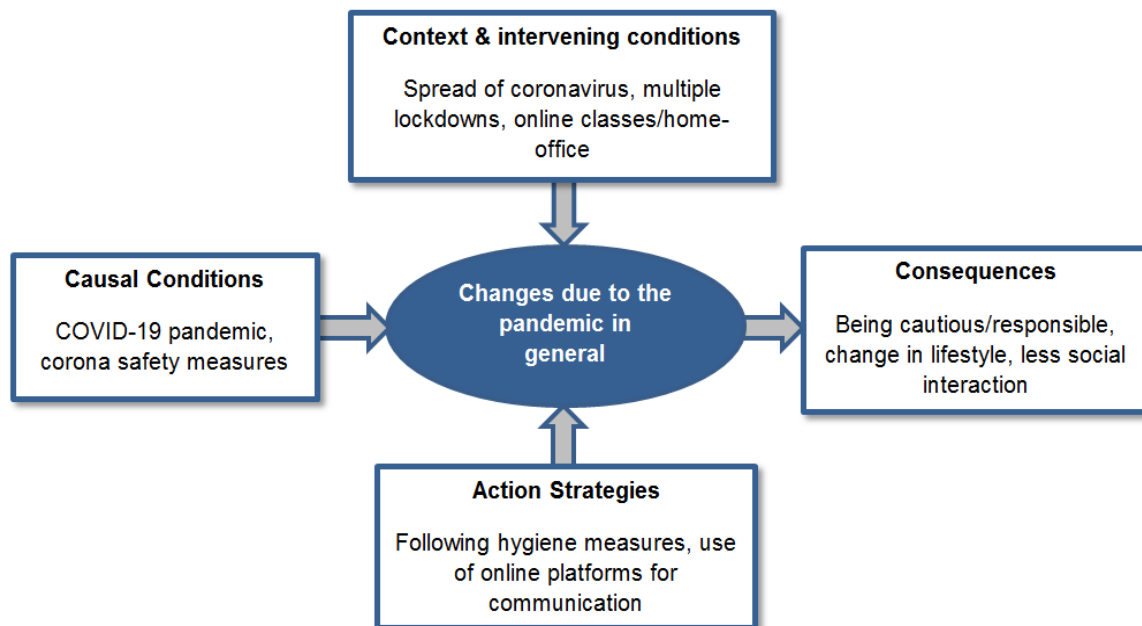 Context & intervening conditions
Spread of coronavirus, multiple
lockdowns, online classes/home-
office
Causal Conditions
COVID-19 pandemic,
corona safety measures
Changes due to the
pandemic in
general
Consequences
Being cautious/responsible,
change in lifestyle, less social
interaction
Action Strategies
Following hygiene measures, use
of online platforms for
communication